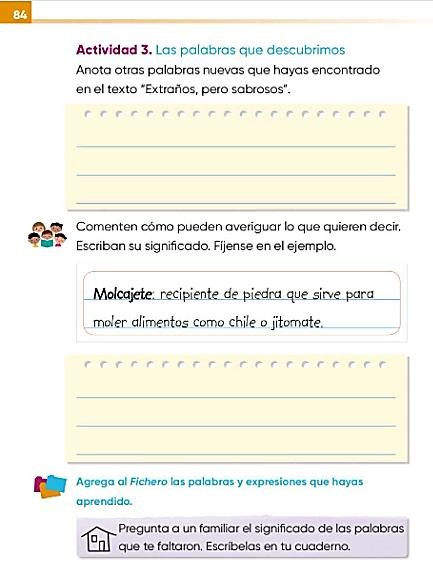 84
Actividad 3. Las palabras que descubrimos
Anota otras palabras nuevas que hayas encontrado
en el texto "Extraños, pero sabrosos".
Comenten cómo pueden averiguar lo que quieren decir.
Escriban su significado. Fíjense en el ejemplo.
Molcajete: recipiente de piedra que sirve para
moler alimentos como chile o jitomate.
Agrega al Fichero las palabras y expresiones que hayas
aprendido.
Pregunta a un familiar el significado de las palabras
que te faltaron. Escríbelas en tu cuaderno.